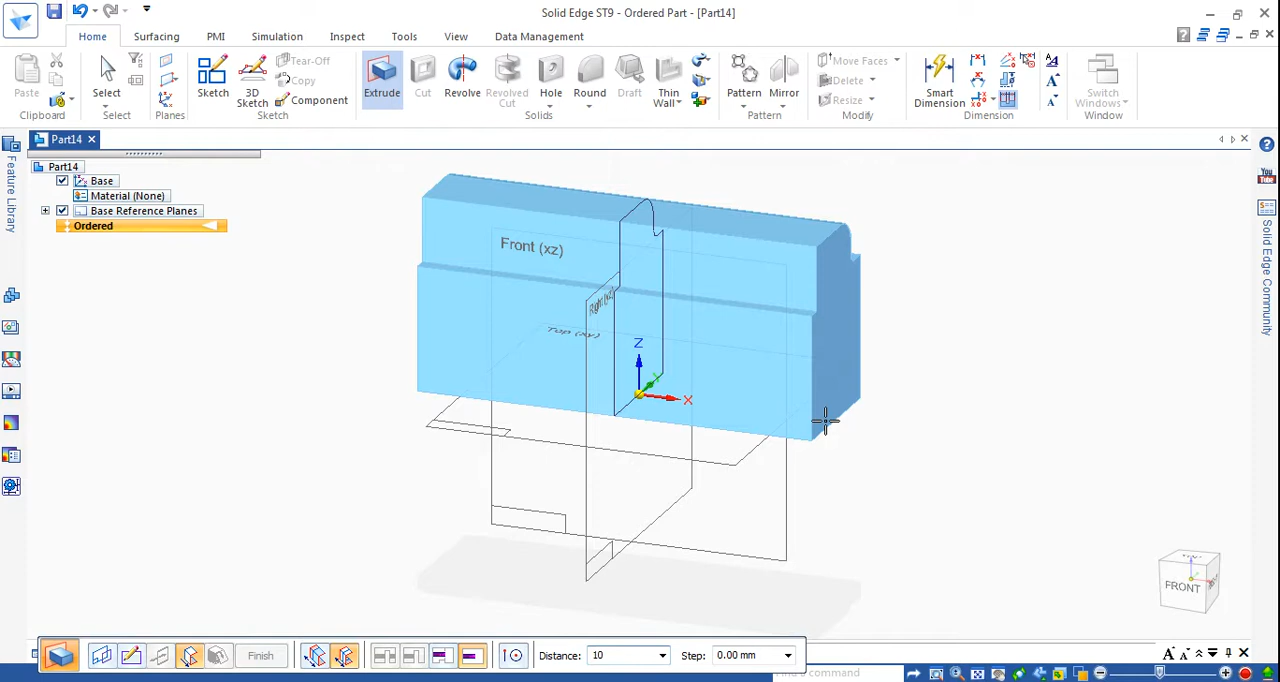 Solid Edge ST9 - Ordered Part - [Part14]
Home Surfacing PMI Simulation Inspect Tools View Data Management
Paste
Clipboard
Select
Select
Planes
Sketch
3D Sketch
Tear-Off
Copy
Component
Sketch
Extrude
Cut
Revolve
Revolved Cut
Hole
Round
Draft
Thin Wall
Solids
Pattern
Mirror
Pattern
Move Faces
Delete
Resize
Modify
Smart Dimension
Dimension
Switch Windows
Window
Part14
Feature Library
Part14
Base
Material (None)
Base Reference Planes
Ordered
Front (xz)
Top (xy)
Z
X
FRONT
You Tube
Solid Edge Community
Finish
Distance: 10
Step: 0.00 mm
Find a command